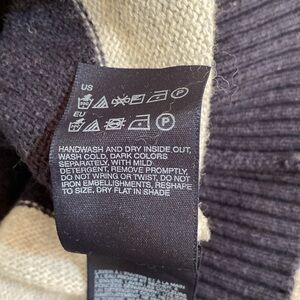 US
EU
P
HANDWASH AND DRY INSIDE OUT,
WASH COLD, DARK COLORS
SEPARATELY, WITH MILD
DETERGENT, REMOVE PROMPTLY,
DO NOT WRING OR TWIST, DO NOT
IRON EMBELLISHMENTS, RESHAPE
TO SIZE, DRY FLAT IN SHADE